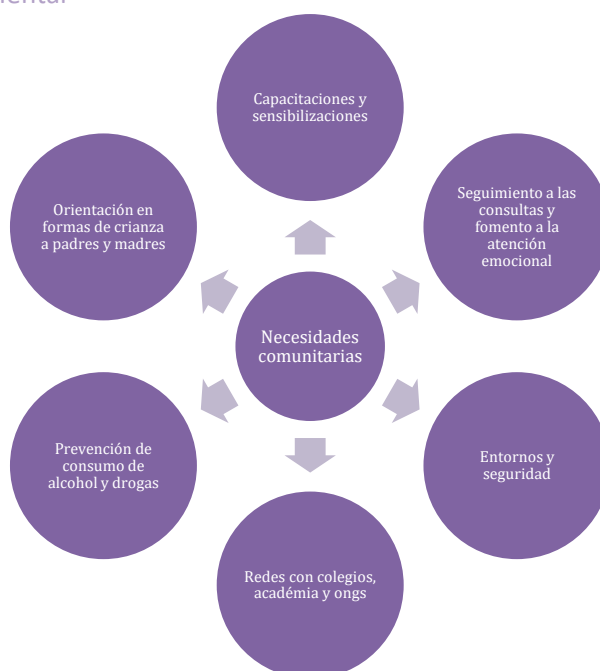 Capacitaciones y
sensibilizaciones
Seguimiento a las
consultas y
fomento a la
atención
emocional
Entornos y
seguridad
Redes con colegios,
académia y ongs
Prevención de
consumo de
alcohol y drogas
Orientación en
formas de crianza
a padres y madres
Necesidades
comunitarias